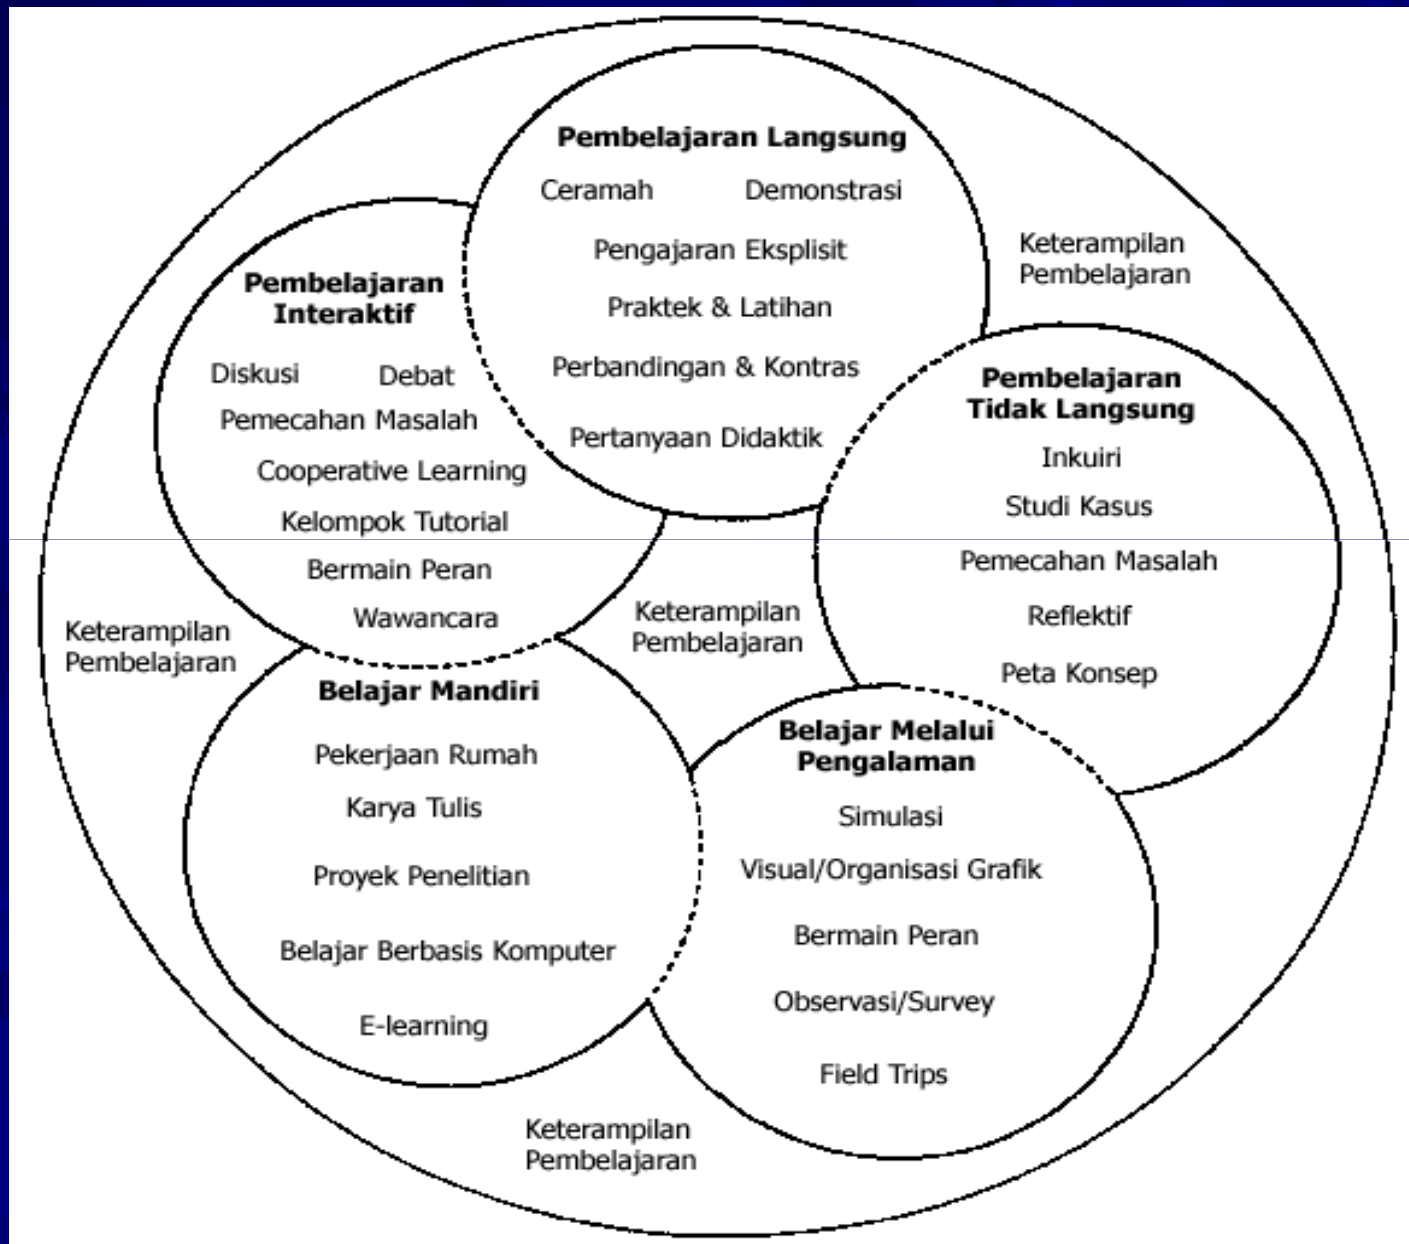 Pembelajaran Langsung
Ceramah Demonstrasi
Pengajaran Eksplisit
Praktek & Latihan
Perbandingan & Kontras
Pertanyaan Didaktik
Keterampilan
Pembelajaran
Pembelajaran
Interaktif
Diskusi Debat
Pemecahan Masalah
Cooperative Learning
Kelompok Tutorial
Bermain Peran
Wawancara
Pembelajaran
Tidak Langsung
Inkuiri
Studi Kasus
Pemecahan Masalah
Reflektif
Peta Konsep
Keterampilan
Pembelajaran
Keterampilan
Pembelajaran
Belajar Mandiri
Pekerjaan Rumah
Karya Tulis
Proyek Penelitian
Belajar Berbasis Komputer
E-learning
Belajar Melalui
Pengalaman
Simulasi
Visual/Organisasi Grafik
Bermain Peran
Observasi/Survey
Field Trips
Keterampilan
Pembelajaran